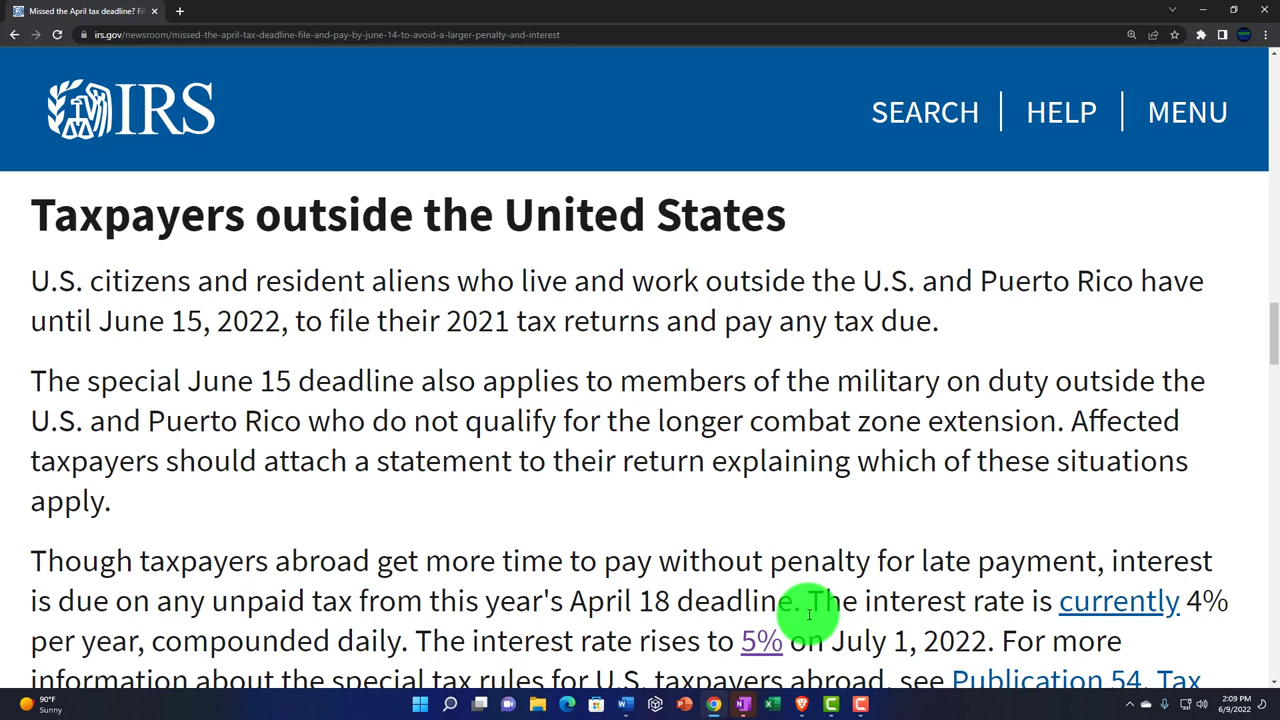 Missed the April tax deadline? Fi
irs.gov/newsroom/missed-the-april-tax-deadline-file-and-pay-by-june-14-to-avoid-a-larger-penalty-and-interest
IRS
SEARCH
HELP
MENU
Taxpayers outside the United States
U.S. citizens and resident aliens who live and work outside the U.S. and Puerto Rico have
until June 15, 2022, to file their 2021 tax returns and pay any tax due.
The special June 15 deadline also applies to members of the military on duty outside the
U.S. and Puerto Rico who do not qualify for the longer combat zone extension. Affected
taxpayers should attach a statement to their return explaining which of these situations
apply.
Though taxpayers abroad get more time to pay without penalty for late payment, interest
is due on any unpaid tax from this year's April 18 deadline. The interest rate is currently 4%
per year, compounded daily. The interest rate rises to 5% on July 1, 2022. For more
information about the special tax rules for U.S. taxpayers abroad, see Publication 54, Tax
90°F
Sunny
2:09 PM
6/9/2022